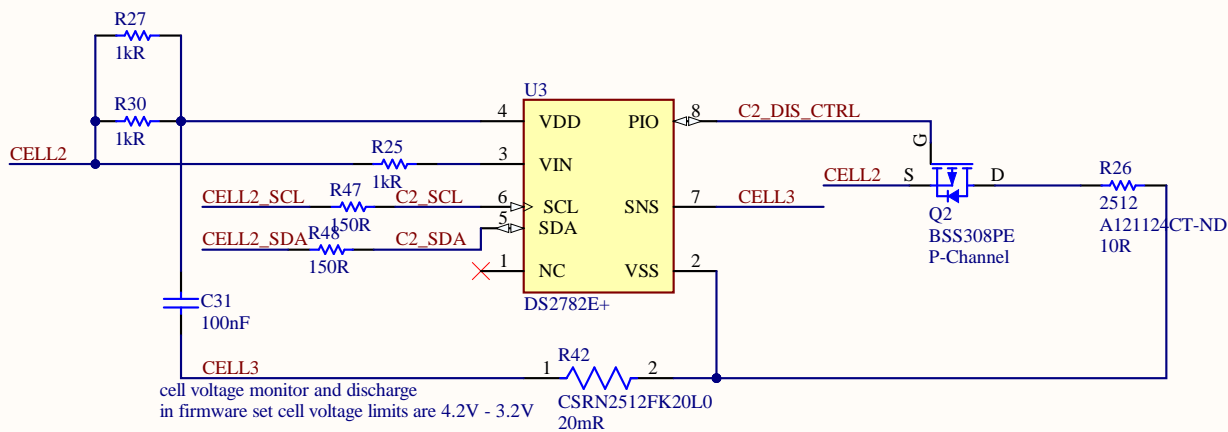 R27
1kR
R30
1kR
CELL2
R25
1kR
CELL2_SCL
R47
150R
C2_SCL
CELL2_SDA
R48
150R
C2_SDA
C31
100nF
U3
4 VDD
3 VIN
6 SCL
5 SDA
1 NC
PIO 8
SNS 7
VSS 2
DS2782E+
C2_DIS_CTRL
CELL3
CELL2
G
S
D
Q2
BSS308PE
P-Channel
R26
2512
A121124CT-ND
10R
CELL3
1
R42
2
CSRN2512FK20L0
20mR
cell voltage monitor and discharge
in firmware set cell voltage limits are 4.2V - 3.2V